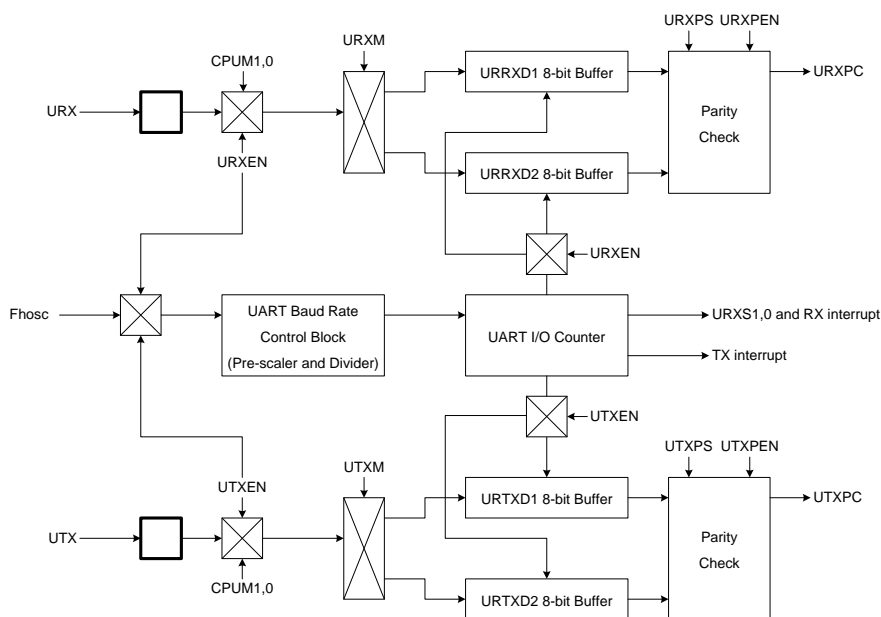 URXPS URXPEN
URXM
CPUM1,0
URRXD1 8-bit Buffer
URXPC
URX
Parity
Check
URXEN
URRXD2 8-bit Buffer
URXEN
Fhosc
UART Baud Rate
Control Block
(Pre-scaler and Divider)
UART I/O Counter
URXS1,0 and RX interrupt
TX interrupt
UTXEN
UTXPS UTXPEN
UTXM
UTXEN
URTXD1 8-bit Buffer
UTXPC
UTX
Parity
Check
CPUM1,0
URTXD2 8-bit Buffer